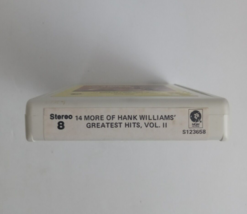 Stereo
8
14 MORE OF HANK WILLIAMS'
GREATEST HITS, VOL. II